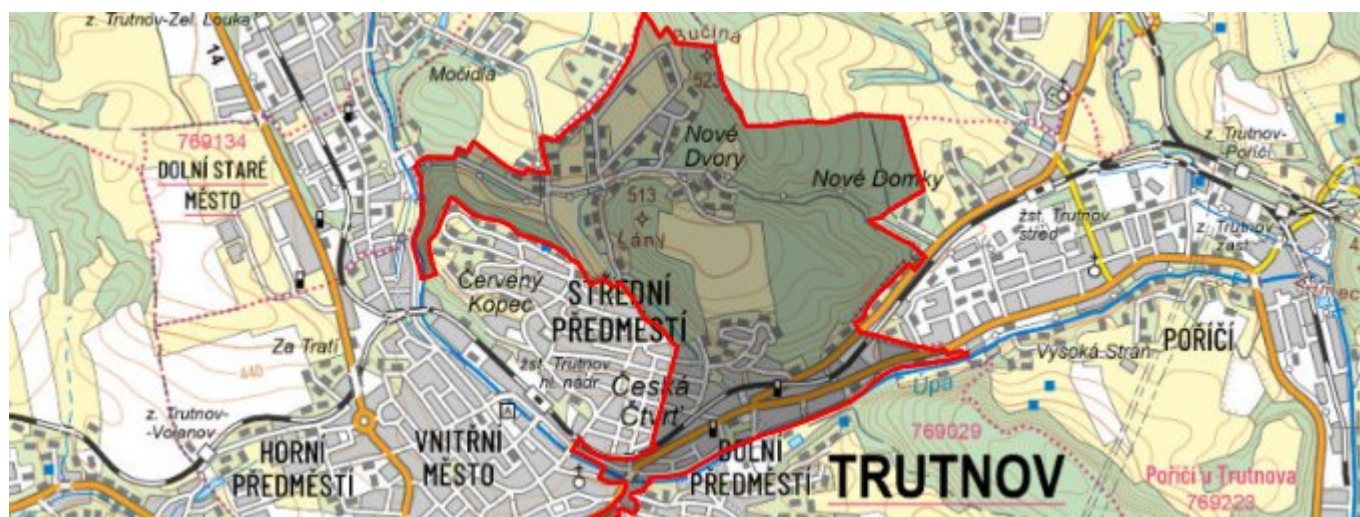 z. Trutnov-Zel. Louka
14
Močidla
Bučina
523
769134
DOLNÍ STARÉ
MĚSTO
Nové
Dvory
513
Lány
Nové Domky
z. Trutnov-
Poříčí
žst. Trutnov
střed
z. Trutnov
zast.
Červený
Kopec
STŘEDNÍ
PŘEDMĚSTÍ
Za Tratí
440
žst. Trutnov
hl. nádr.
Česká
Čtvrť
Vysoká Stráň
POŘÍČÍ
Úpa
z. Trutnov-
-Volanov
HORNÍ
PŘEDMĚSTÍ
VNITŘNÍ
MĚSTO
DOLNÍ
PŘEDMĚSTÍ
769029
TRUTNOV
Poříčí u Trutnova
769223